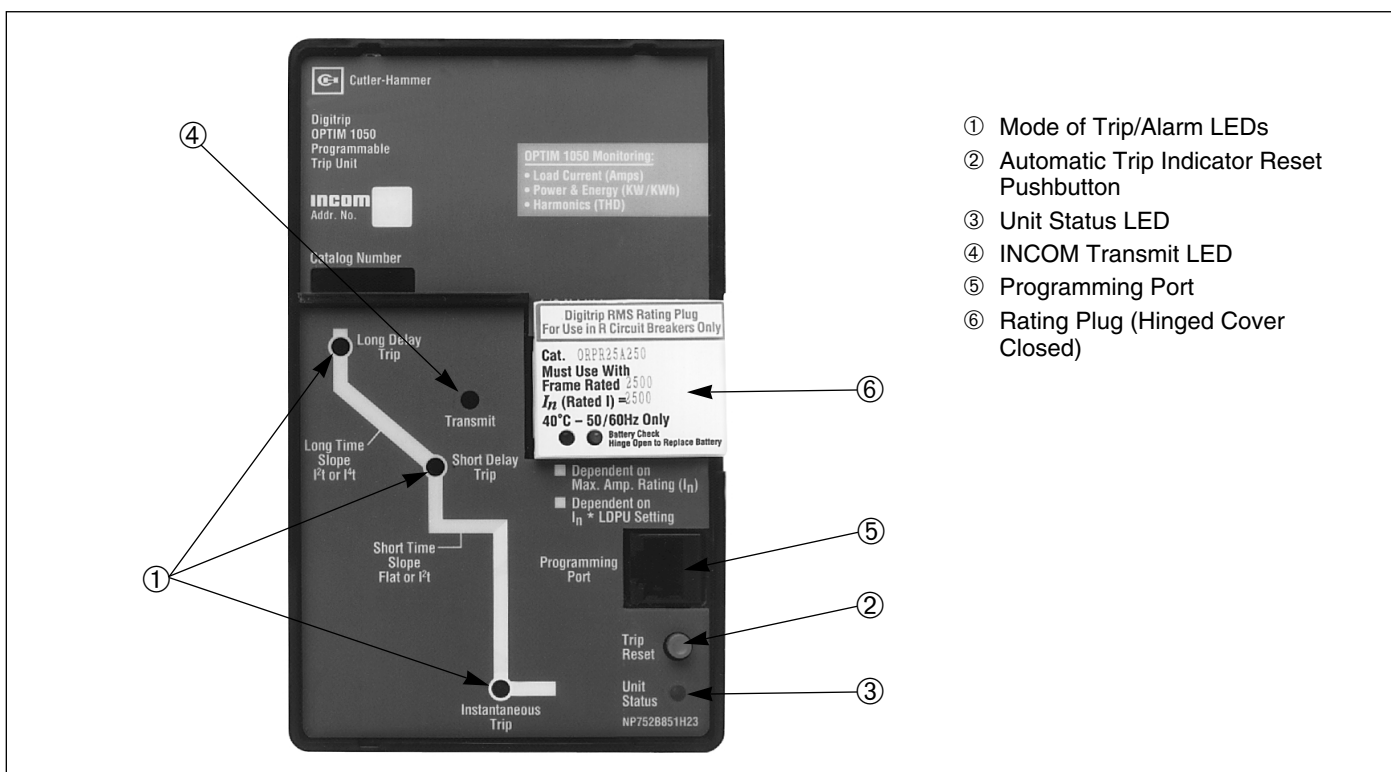 Cutler-Hammer
Digitrip
OPTIM 1050
Programmable
Trip Unit
OPTIM 1050 Monitoring:
• Load Current (Amps)
• Power & Energy (KW/KWh)
• Harmonics (THD)
INCOM
Addr. No.
Catalog Number
Digitrip RMS Rating Plug
For Use in R Circuit Breakers Only
Cat. ORPR25A250
Must Use With
Frame Rated 2500
In (Rated I) =2500
40°C – 50/60Hz Only
Battery Check
Hinge Open to Replace Battery
Long Delay
Trip
Transmit
Long Time
Slope
I²t or I⁴t
Short Delay
Trip
Dependent on
Max. Amp. Rating (In)
Dependent on
In * LDPU Setting
Short Time
Slope
Flat or I²t
Programming
Port
Trip
Reset
Unit
Status
Instantaneous
Trip
NP752B851H23
④
①
⑥
⑤
②
③
① Mode of Trip/Alarm LEDs
② Automatic Trip Indicator Reset
Pushbutton
③ Unit Status LED
④ INCOM Transmit LED
⑤ Programming Port
⑥ Rating Plug (Hinged Cover
Closed)